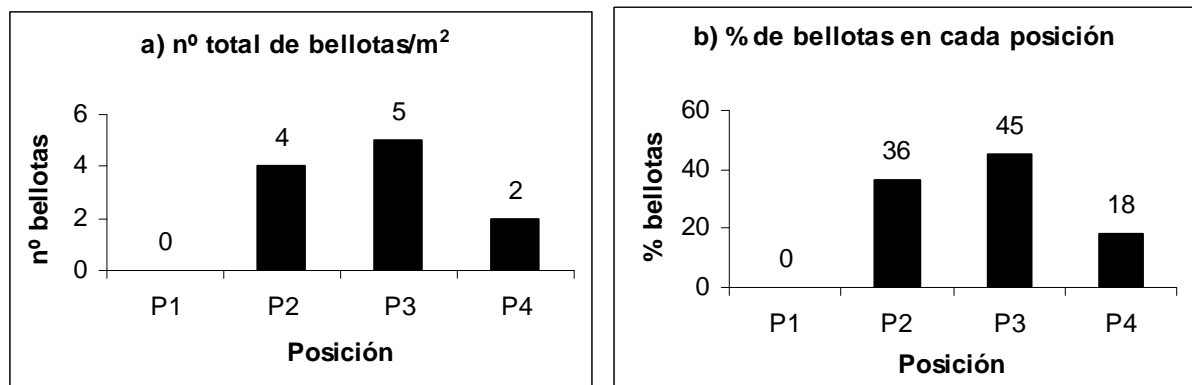 a) nº total de bellotas/m²
nº bellotas
6
4
2
0
0
4
5
2
P1 P2 P3 P4
Posición
b) % de bellotas en cada posición
% bellotas
60
40
20
0
0
36
45
18
P1 P2 P3 P4
Posición